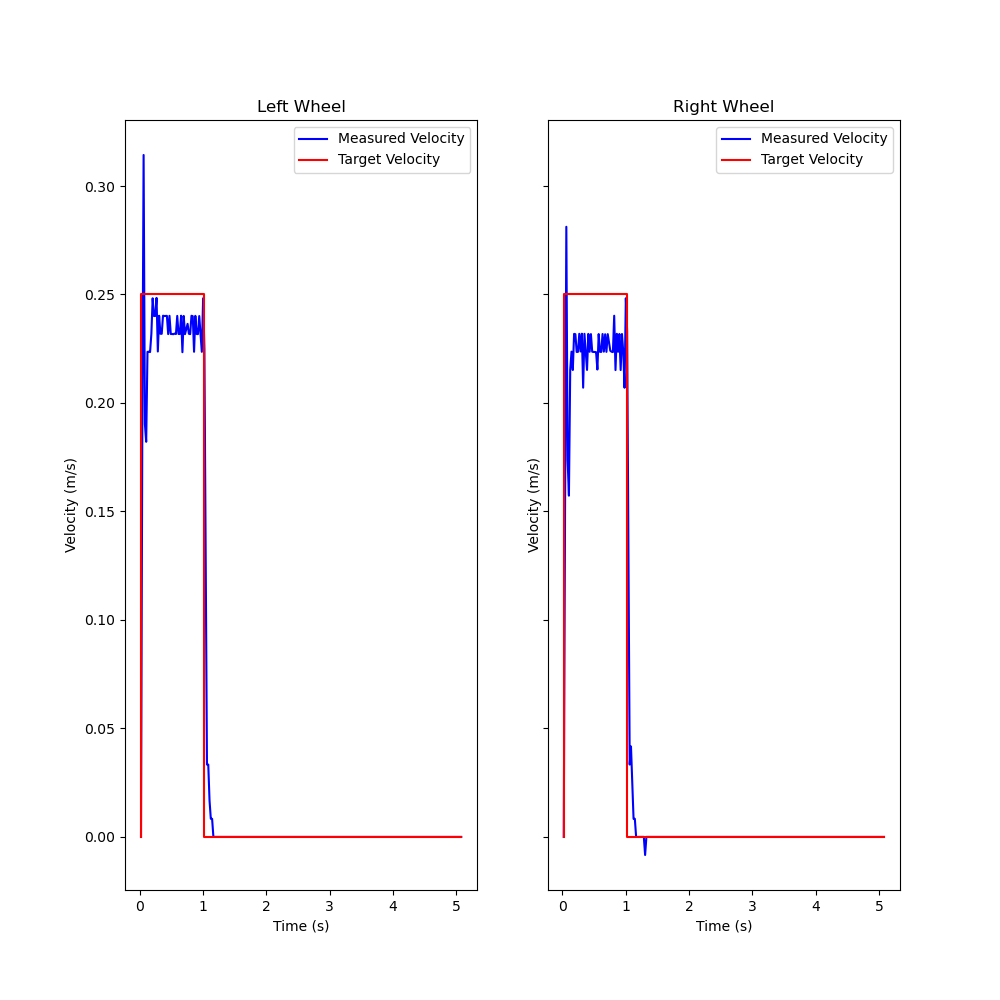 Left Wheel
Measured Velocity
Target Velocity
0.30
0.25
0.20
0.15
0.10
0.05
0.00
Velocity (m/s)
0 1 2 3 4 5
Time (s)
Right Wheel
Measured Velocity
Target Velocity
Velocity (m/s)
0 1 2 3 4 5
Time (s)